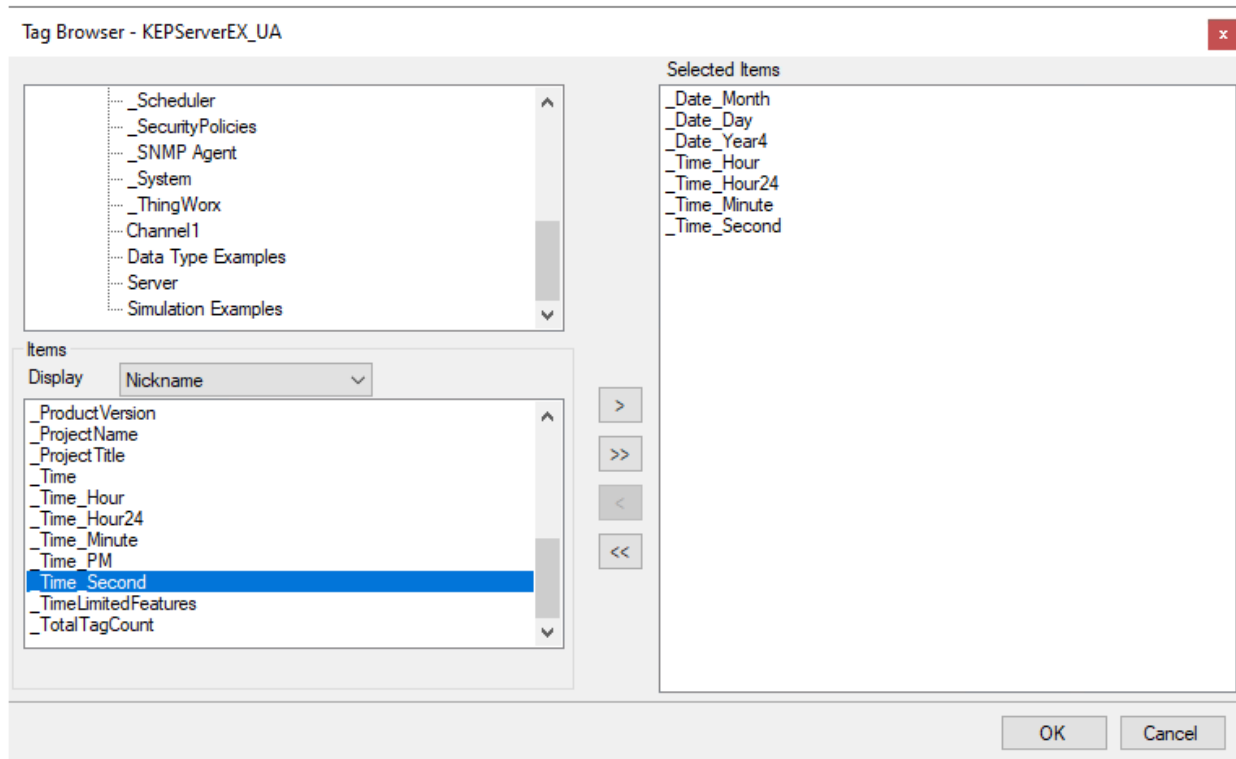 Tag Browser - KEPServerEX_UA
x
_Scheduler
_SecurityPolicies
_SNMP Agent
_System
_ThingWorx
Channel1
Data Type Examples
Server
Simulation Examples
Items
Display Nickname
_ProductVersion
_ProjectName
_ProjectTitle
_Time
_Time_Hour
_Time_Hour24
_Time_Minute
_Time_PM
_Time_Second
_TimeLimitedFeatures
_TotalTagCount
>
>>
<
<<
Selected Items
_Date_Month
_Date_Day
_Date_Year4
_Time_Hour
_Time_Hour24
_Time_Minute
_Time_Second
OK Cancel